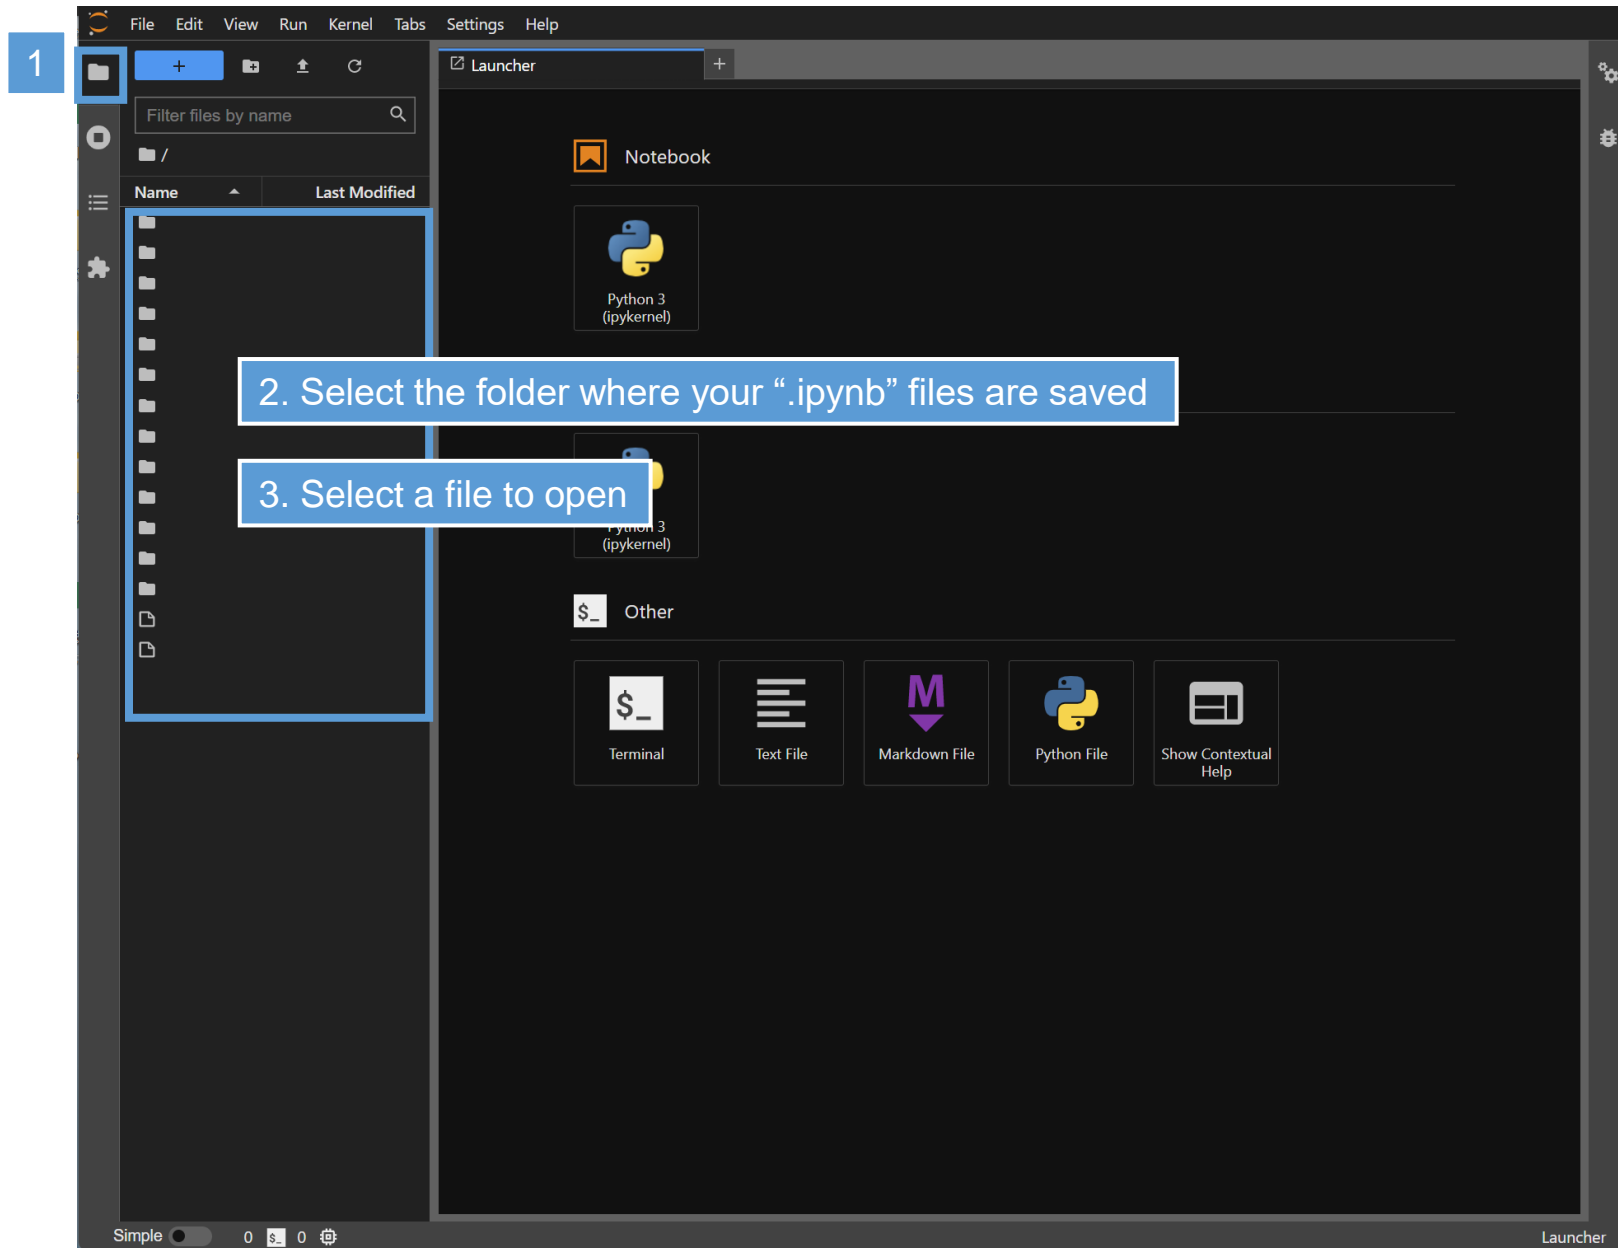 File Edit View Run Kernel Tabs Settings Help
1
+
Launcher
+
Filter files by name
/
Name Last Modified
Notebook
Python 3
(ipykernel)
2. Select the folder where your “.ipynb” files are saved
3. Select a file to open
Python 3
(ipykernel)
$_ Other
$_
M
Terminal
Text File
Markdown File
Python File
Show Contextual
Help
Simple 0 $_ 0 Launcher